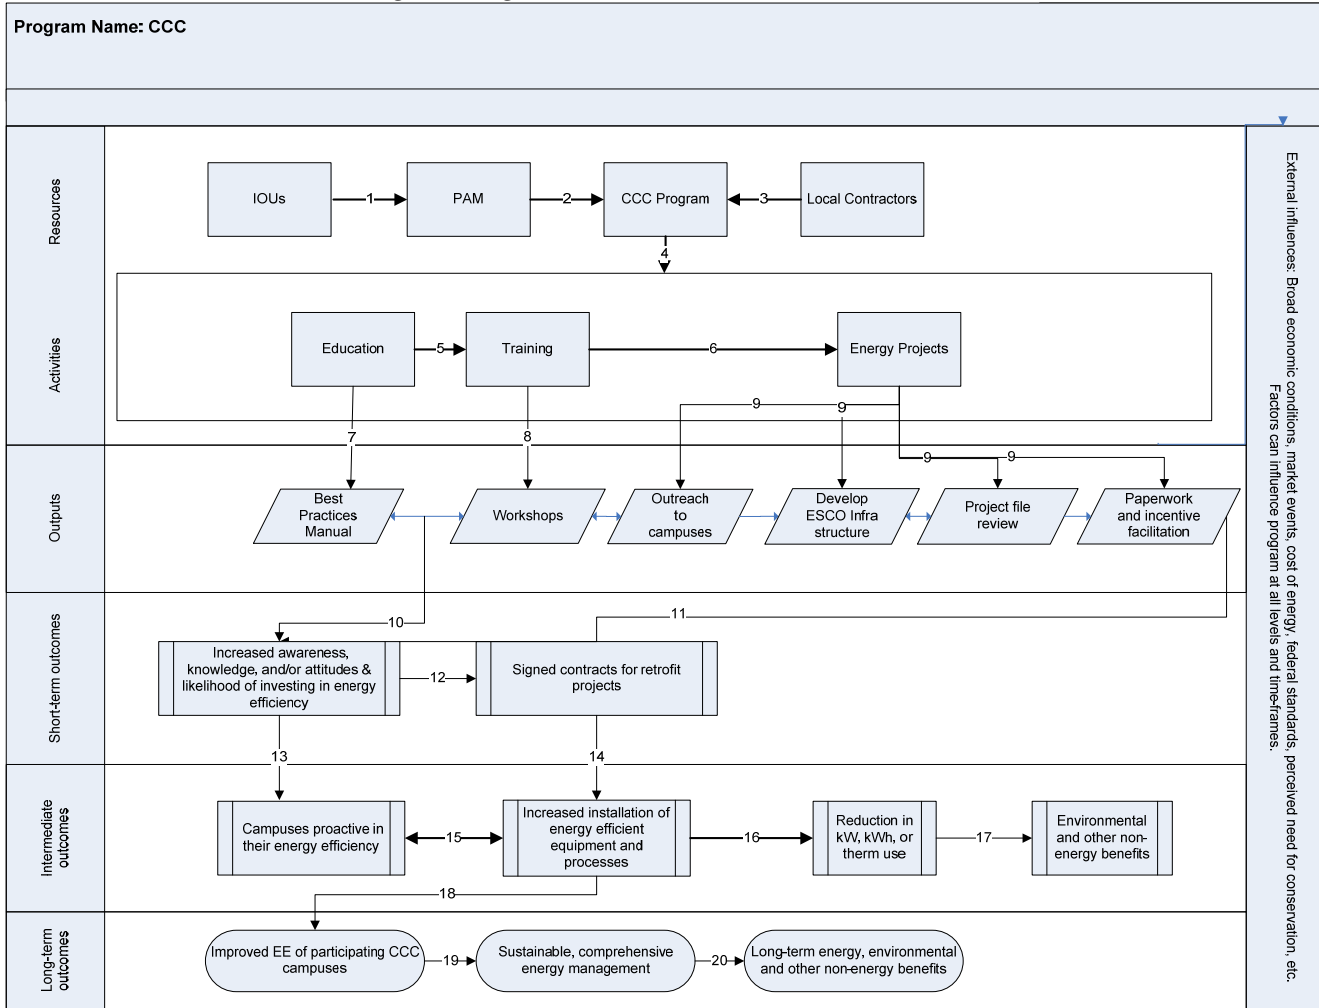 Program Name: CCC
Resources
IOUs
1
PAM
2
CCC Program
3
Local Contractors
4
Activities
Education
5
Training
6
Energy Projects
7
8
9
9
9
9
Outputs
Best
Practices
Manual
Workshops
Outreach
to
campuses
Develop
ESCO Infra
structure
Project file
review
Paperwork
and incentive
facilitation
10
11
Short-term outcomes
Increased awareness,
knowledge, and/or attitudes &
likelihood of investing in energy
efficiency
12
Signed contracts for retrofit
projects
13
14
Intermediate
outcomes
Campuses proactive in
their energy efficiency
15
Increased installation of
energy efficient
equipment and
processes
16
Reduction in
kW, kWh, or
therm use
17
Environmental
and other non-
energy benefits
18
Long-term
outcomes
Improved EE of participating CCC
campuses
19
Sustainable, comprehensive
energy management
20
Long-term energy, environmental
and other non-energy benefits
External influences: Broad economic conditions, market events, cost of energy, federal standards, perceived need for conservation, etc.
Factors can influence program at all levels and time-frames.